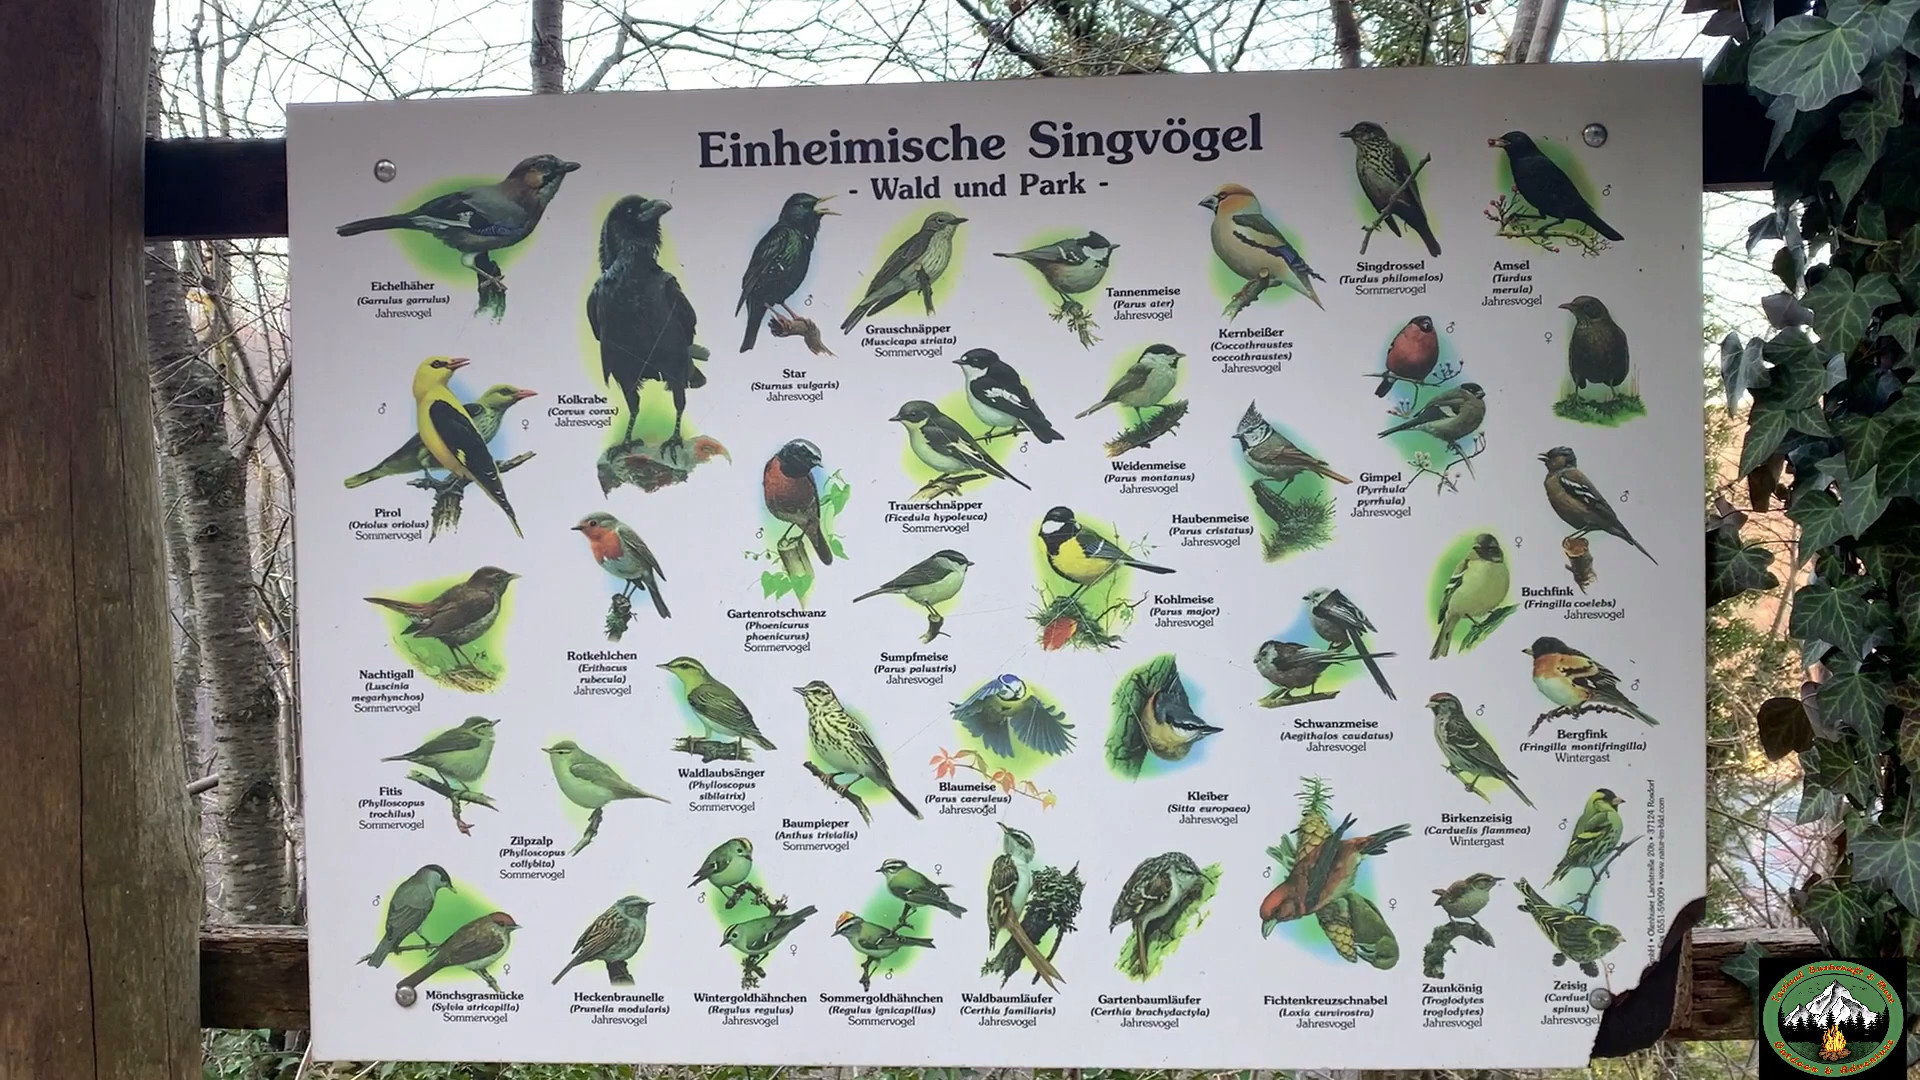 Einheimische Singvögel
- Wald und Park -
Eichelhäher
(Garrulus garrulus)
Jahresvogel
Kolkrabe
(Corvus corax)
Jahresvogel
♂
Star
(Sturnus vulgaris)
Jahresvogel
Grauschnäpper
(Muscicapa striata)
Sommervogel
Tannenmeise
(Parus ater)
Jahresvogel
Kernbeißer
(Coccothraustes
coccothraustes)
Jahresvogel
Singdrossel
(Turdus philomelos)
Sommervogel
♂
Amsel
(Turdus
merula)
Jahresvogel
♀
♂
♀
Pirol
(Oriolus oriolus)
Sommervogel
♂
Gartenrotschwanz
(Phoenicurus
phoenicurus)
Sommervogel
♂
Trauerschnäpper
(Ficedula hypoleuca)
Sommervogel
Weidenmeise
(Parus montanus)
Jahresvogel
Haubenmeise
(Parus cristatus)
Jahresvogel
♂
Gimpel
(Pyrrhula
pyrrhula)
Jahresvogel
♂
♀
Buchfink
(Fringilla coelebs)
Jahresvogel
Nachtigall
(Luscinia
megarhynchos)
Sommervogel
Rotkehlchen
(Erithacus
rubecula)
Jahresvogel
Sumpfmeise
(Parus palustris)
Jahresvogel
Kohlmeise
(Parus major)
Jahresvogel
Schwanzmeise
(Aegithalos caudatus)
Jahresvogel
♂
Bergfink
(Fringilla montifringilla)
Wintergast
Fitis
(Phylloscopus
trochilus)
Sommervogel
Zilpzalp
(Phylloscopus
collybita)
Sommervogel
Waldlaubsänger
(Phylloscopus
sibilatrix)
Sommervogel
Baumpieper
(Anthus trivialis)
Sommervogel
Blaumeise
(Parus caeruleus)
Jahresvogel
Kleiber
(Sitta europaea)
Jahresvogel
♂
Birkenzeisig
(Carduelis flammea)
Wintergast
♂
♀
Mönchsgrasmücke
(Sylvia atricapilla)
Sommervogel
Heckenbraunelle
(Prunella modularis)
Jahresvogel
♂
♀
Wintergoldhähnchen
(Regulus regulus)
Jahresvogel
♀
♂
Sommergoldhähnchen
(Regulus ignicapillus)
Sommervogel
Waldbaumläufer
(Certhia familiaris)
Jahresvogel
Gartenbaumläufer
(Certhia brachydactyla)
Jahresvogel
♂
♀
Fichtenkreuzschnabel
(Loxia curvirostra)
Jahresvogel
Zaunkönig
(Troglodytes
troglodytes)
Jahresvogel
♂
♀
Zeisig
(Carduel
spinus)
Jahresvogel
37124 Rosdorf
www.natur-im-bild.com